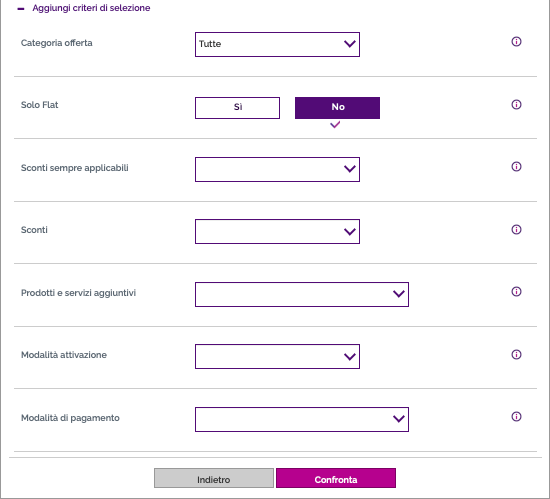 Aggiungi criteri di selezione
Categoria offerta
Tutte
Solo Flat
Sì
No
Sconti sempre applicabili
Sconti
Prodotti e servizi aggiuntivi
Modalità attivazione
Modalità di pagamento
Indietro
Confronta